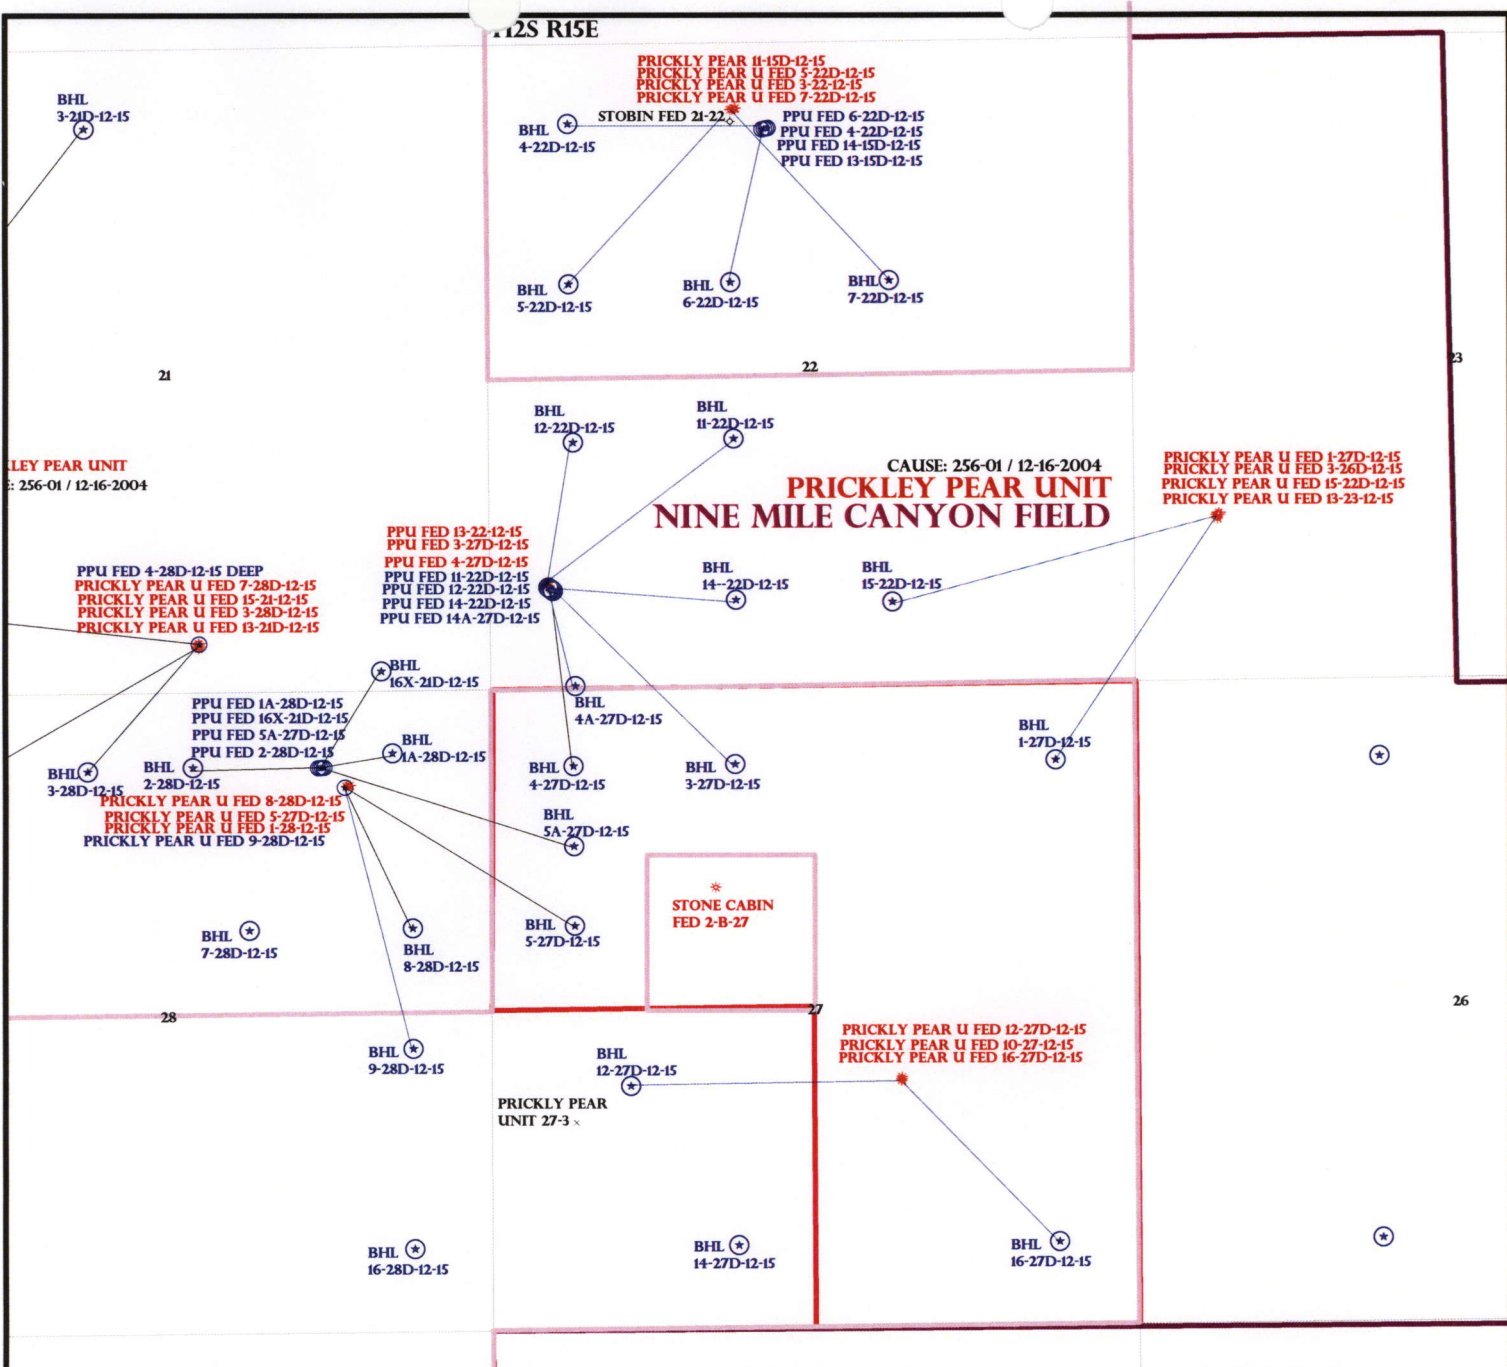 T12S R15E
BHL
3-21D-12-15
PRICKLY PEAR 11-15D-12-15
PRICKLY PEAR U FED 5-22D-12-15
PRICKLY PEAR U FED 3-22-12-15
PRICKLY PEAR U FED 7-22D-12-15
STOBIN FED 21-22
BHL
4-22D-12-15
PPU FED 6-22D-12-15
PPU FED 4-22D-12-15
PPU FED 14-15D-12-15
PPU FED 13-15D-12-15
BHL
5-22D-12-15
BHL
6-22D-12-15
BHL
7-22D-12-15
21
22
23
BHL
12-22D-12-15
BHL
11-22D-12-15
KLEY PEAR UNIT
E: 256-01 / 12-16-2004
CAUSE: 256-01 / 12-16-2004
PRICKLEY PEAR UNIT
NINE MILE CANYON FIELD
PRICKLY PEAR U FED 1-27D-12-15
PRICKLY PEAR U FED 3-26D-12-15
PRICKLY PEAR U FED 15-22D-12-15
PRICKLY PEAR U FED 13-23-12-15
PPU FED 13-22-12-15
PPU FED 3-27D-12-15
PPU FED 4-27D-12-15
PPU FED 11-22D-12-15
PPU FED 12-22D-12-15
PPU FED 14-22D-12-15
PPU FED 14A-27D-12-15
BHL
14--22D-12-15
BHL
15-22D-12-15
PPU FED 4-28D-12-15 DEEP
PRICKLY PEAR U FED 7-28D-12-15
PRICKLY PEAR U FED 15-21-12-15
PRICKLY PEAR U FED 3-28D-12-15
PRICKLY PEAR U FED 13-21D-12-15
BHL
16X-21D-12-15
PPU FED 1A-28D-12-15
PPU FED 16X-21D-12-15
PPU FED 5A-27D-12-15
PPU FED 2-28D-12-15
BHL
4A-27D-12-15
BHL
1A-28D-12-15
BHL
1-27D-12-15
BHL
3-28D-12-15
BHL
2-28D-12-15
BHL
4-27D-12-15
BHL
3-27D-12-15
PRICKLY PEAR U FED 8-28D-12-15
PRICKLY PEAR U FED 5-27D-12-15
PRICKLY PEAR U FED 1-28-12-15
PRICKLY PEAR U FED 9-28D-12-15
BHL
5A-27D-12-15
STONE CABIN
FED 2-B-27
BHL
7-28D-12-15
BHL
8-28D-12-15
BHL
5-27D-12-15
28
27
26
BHL
9-28D-12-15
BHL
12-27D-12-15
PRICKLY PEAR U FED 12-27D-12-15
PRICKLY PEAR U FED 10-27-12-15
PRICKLY PEAR U FED 16-27D-12-15
PRICKLY PEAR
UNIT 27-3
BHL
16-28D-12-15
BHL
14-27D-12-15
BHL
16-27D-12-15